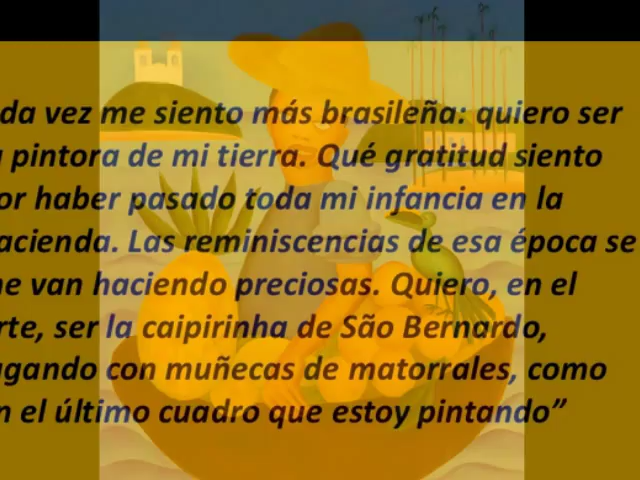 da vez me siento más brasileña: quiero ser
pintora de mi tierra. Qué gratitud siento
or haber pasado toda mi infancia en la
acienda. Las reminiscencias de esa época se
e van haciendo preciosas. Quiero, en el
rte, ser la caipirinha de São Bernardo,
gando con muñecas de matorrales, como
n el último cuadro que estoy pintando”